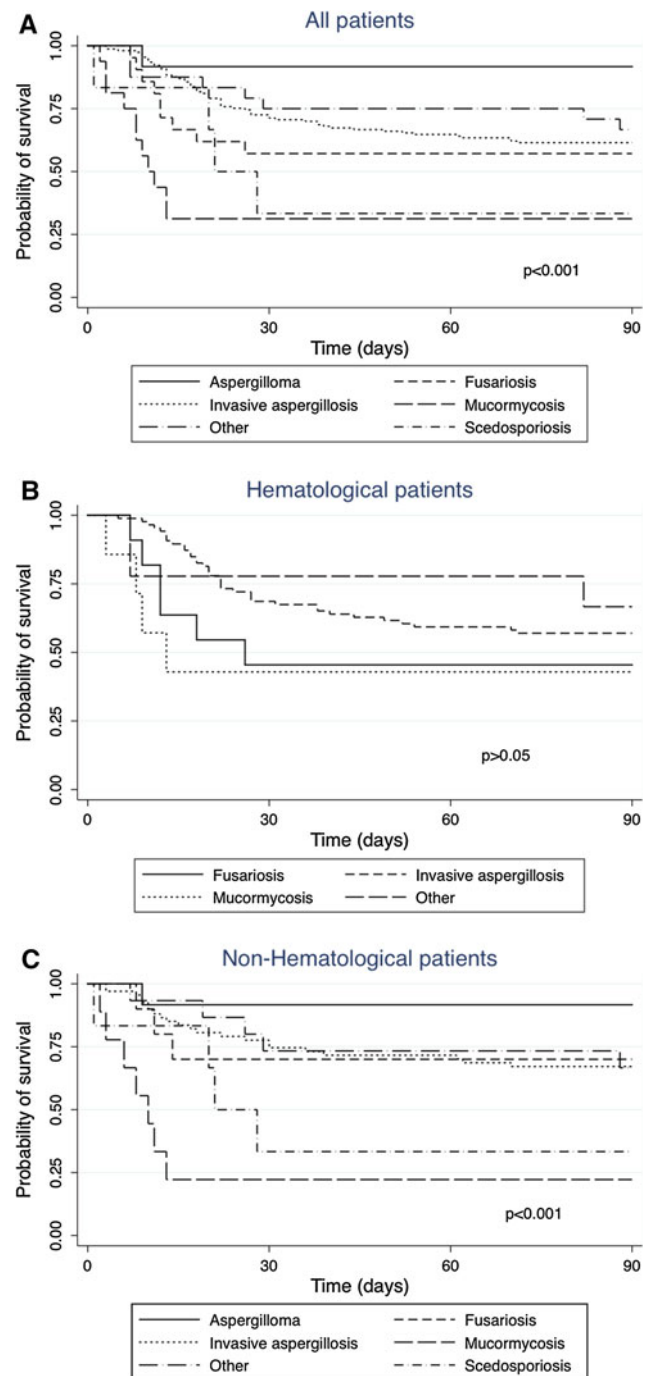 A
All patients
Probability of survival
1.00
0.75
0.50
0.25
0.00
p<0.001
0 30 60 90
Time (days)
Aspergilloma Fusariosis
Invasive aspergillosis Mucormycosis
Other Scedosporiosis
B
Hematological patients
Probability of survival
1.00
0.75
0.50
0.25
0.00
p>0.05
0 30 60 90
Time (days)
Fusariosis Invasive aspergillosis
Mucormycosis Other
C
Non-Hematological patients
Probability of survival
1.00
0.75
0.50
0.25
0.00
p<0.001
0 30 60 90
Time (days)
Aspergilloma Fusariosis
Invasive aspergillosis Mucormycosis
Other Scedosporiosis